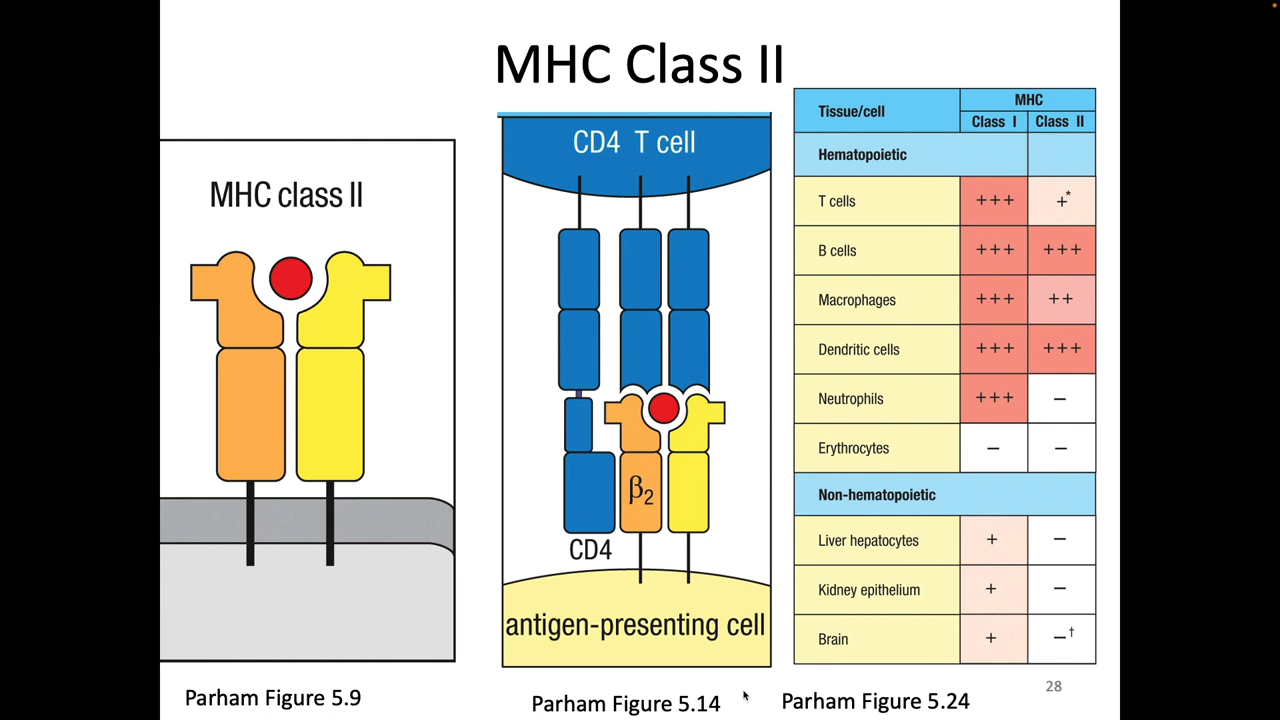 MHC Class II
MHC class II
Parham Figure 5.9
CD4 T cell
β2
CD4
antigen-presenting cell
Parham Figure 5.14
Tissue/cell MHC
Class I Class II
Hematopoietic
T cells +++ +*
B cells +++ +++
Macrophages +++ ++
Dendritic cells +++ +++
Neutrophils +++ −
Erythrocytes − −
Non-hematopoietic
Liver hepatocytes + −
Kidney epithelium + −
Brain + −†
Parham Figure 5.24
28